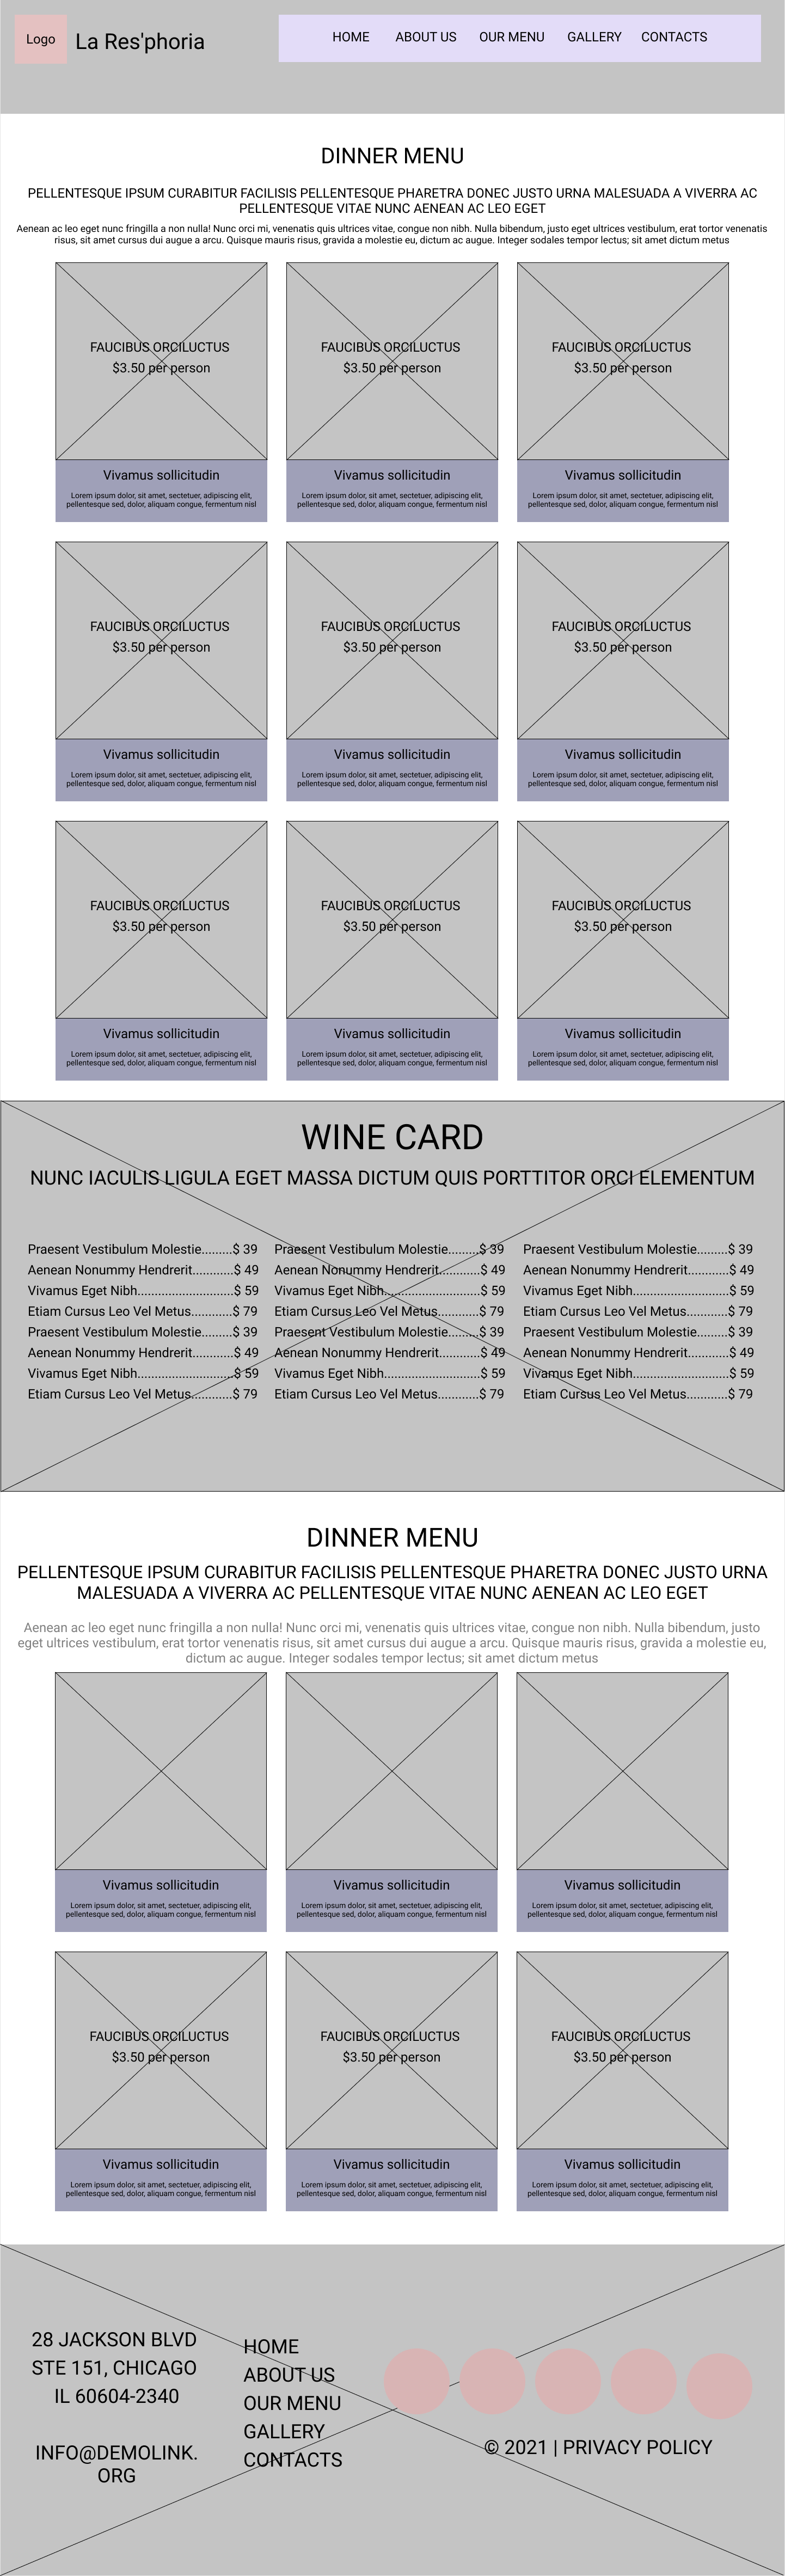 Logo
La Res'phoria
HOME ABOUT US OUR MENU GALLERY CONTACTS
DINNER MENU
PELLENTESQUE IPSUM CURABITUR FACILISIS PELLENTESQUE PHARETRA DONEC JUSTO URNA MALESUADA A VIVERRA AC
PELLENTESQUE VITAE NUNC AENEAN AC LEO EGET
Aenean ac leo eget nunc fringilla a non nulla! Nunc orci mi, venenatis quis ultrices vitae, congue non nibh. Nulla bibendum, justo eget ultrices vestibulum, erat tortor venenatis
risus, sit amet cursus dui augue a arcu. Quisque mauris risus, gravida a molestie eu, dictum ac augue. Integer sodales tempor lectus; sit amet dictum metus
FAUCIBUS ORCILUCTUS
$3.50 per person
Vivamus sollicitudin
Lorem ipsum dolor, sit amet, sectetuer, adipiscing elit,
pellentesque sed, dolor, aliquam congue, fermentum nisl
FAUCIBUS ORCILUCTUS
$3.50 per person
Vivamus sollicitudin
Lorem ipsum dolor, sit amet, sectetuer, adipiscing elit,
pellentesque sed, dolor, aliquam congue, fermentum nisl
FAUCIBUS ORCILUCTUS
$3.50 per person
Vivamus sollicitudin
Lorem ipsum dolor, sit amet, sectetuer, adipiscing elit,
pellentesque sed, dolor, aliquam congue, fermentum nisl
FAUCIBUS ORCILUCTUS
$3.50 per person
Vivamus sollicitudin
Lorem ipsum dolor, sit amet, sectetuer, adipiscing elit,
pellentesque sed, dolor, aliquam congue, fermentum nisl
FAUCIBUS ORCILUCTUS
$3.50 per person
Vivamus sollicitudin
Lorem ipsum dolor, sit amet, sectetuer, adipiscing elit,
pellentesque sed, dolor, aliquam congue, fermentum nisl
FAUCIBUS ORCILUCTUS
$3.50 per person
Vivamus sollicitudin
Lorem ipsum dolor, sit amet, sectetuer, adipiscing elit,
pellentesque sed, dolor, aliquam congue, fermentum nisl
FAUCIBUS ORCILUCTUS
$3.50 per person
Vivamus sollicitudin
Lorem ipsum dolor, sit amet, sectetuer, adipiscing elit,
pellentesque sed, dolor, aliquam congue, fermentum nisl
FAUCIBUS ORCILUCTUS
$3.50 per person
Vivamus sollicitudin
Lorem ipsum dolor, sit amet, sectetuer, adipiscing elit,
pellentesque sed, dolor, aliquam congue, fermentum nisl
FAUCIBUS ORCILUCTUS
$3.50 per person
Vivamus sollicitudin
Lorem ipsum dolor, sit amet, sectetuer, adipiscing elit,
pellentesque sed, dolor, aliquam congue, fermentum nisl
WINE CARD
NUNC IACULIS LIGULA EGET MASSA DICTUM QUIS PORTTITOR ORCI ELEMENTUM
Praesent Vestibulum Molestie.........$ 39
Aenean Nonummy Hendrerit............$ 49
Vivamus Eget Nibh............................$ 59
Etiam Cursus Leo Vel Metus............$ 79
Praesent Vestibulum Molestie.........$ 39
Aenean Nonummy Hendrerit............$ 49
Vivamus Eget Nibh............................$ 59
Etiam Cursus Leo Vel Metus............$ 79
Praesent Vestibulum Molestie.........$ 39
Aenean Nonummy Hendrerit............$ 49
Vivamus Eget Nibh............................$ 59
Etiam Cursus Leo Vel Metus............$ 79
Praesent Vestibulum Molestie.........$ 39
Aenean Nonummy Hendrerit............$ 49
Vivamus Eget Nibh............................$ 59
Etiam Cursus Leo Vel Metus............$ 79
Praesent Vestibulum Molestie.........$ 39
Aenean Nonummy Hendrerit............$ 49
Vivamus Eget Nibh............................$ 59
Etiam Cursus Leo Vel Metus............$ 79
Praesent Vestibulum Molestie.........$ 39
Aenean Nonummy Hendrerit............$ 49
Vivamus Eget Nibh............................$ 59
Etiam Cursus Leo Vel Metus............$ 79
DINNER MENU
PELLENTESQUE IPSUM CURABITUR FACILISIS PELLENTESQUE PHARETRA DONEC JUSTO URNA
MALESUADA A VIVERRA AC PELLENTESQUE VITAE NUNC AENEAN AC LEO EGET
Aenean ac leo eget nunc fringilla a non nulla! Nunc orci mi, venenatis quis ultrices vitae, congue non nibh. Nulla bibendum, justo
eget ultrices vestibulum, erat tortor venenatis risus, sit amet cursus dui augue a arcu. Quisque mauris risus, gravida a molestie eu,
dictum ac augue. Integer sodales tempor lectus; sit amet dictum metus
Vivamus sollicitudin
Lorem ipsum dolor, sit amet, sectetuer, adipiscing elit,
pellentesque sed, dolor, aliquam congue, fermentum nisl
Vivamus sollicitudin
Lorem ipsum dolor, sit amet, sectetuer, adipiscing elit,
pellentesque sed, dolor, aliquam congue, fermentum nisl
Vivamus sollicitudin
Lorem ipsum dolor, sit amet, sectetuer, adipiscing elit,
pellentesque sed, dolor, aliquam congue, fermentum nisl
FAUCIBUS ORCILUCTUS
$3.50 per person
Vivamus sollicitudin
Lorem ipsum dolor, sit amet, sectetuer, adipiscing elit,
pellentesque sed, dolor, aliquam congue, fermentum nisl
FAUCIBUS ORCILUCTUS
$3.50 per person
Vivamus sollicitudin
Lorem ipsum dolor, sit amet, sectetuer, adipiscing elit,
pellentesque sed, dolor, aliquam congue, fermentum nisl
FAUCIBUS ORCILUCTUS
$3.50 per person
Vivamus sollicitudin
Lorem ipsum dolor, sit amet, sectetuer, adipiscing elit,
pellentesque sed, dolor, aliquam congue, fermentum nisl
28 JACKSON BLVD
STE 151, CHICAGO
IL 60604-2340
INFO@DEMOLINK.
ORG
HOME
ABOUT US
OUR MENU
GALLERY
CONTACTS
© 2021 | PRIVACY POLICY